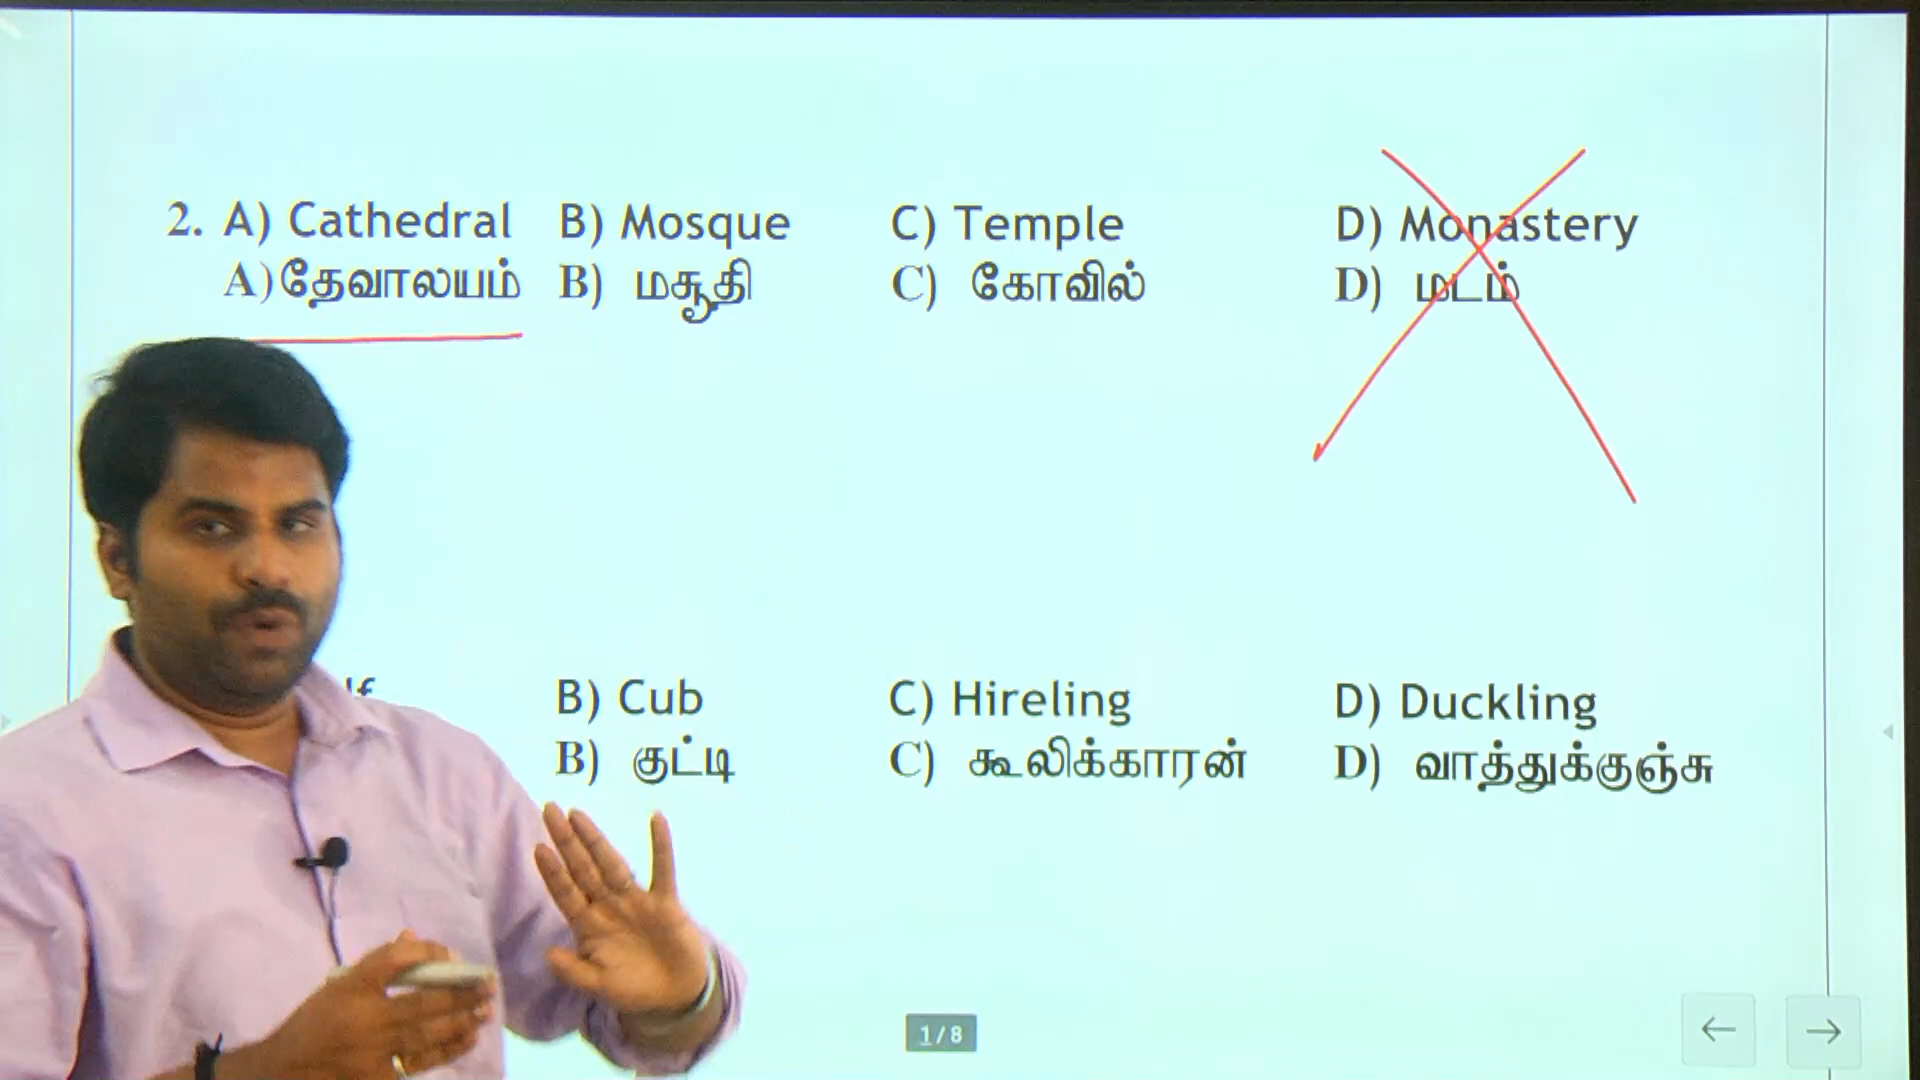 2. A) Cathedral B) Mosque C) Temple D) Monastery
A) தேவாலயம் B) மசூதி C) கோவில் D) மடம்
B) Cub C) Hireling D) Duckling
B) குட்டி C) கூலிக்காரன் D) வாத்துக்குஞ்சு
1/8